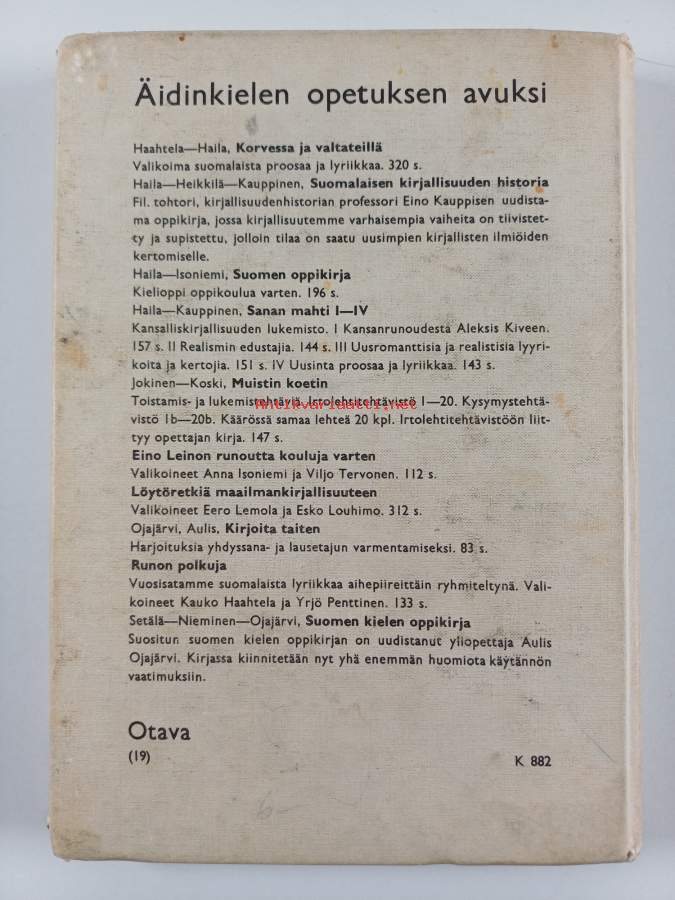 Äidinkielen opetuksen avuksi
Haahtela—Haila, Korvessa ja valtateillä
Valikoima suomalaista proosaa ja lyriikkaa. 320 s.
Haila—Heikkilä—Kauppinen, Suomalaisen kirjallisuuden historia
Fil. tohtori, kirjallisuudenhistorian professori Eino Kauppisen uudista-
ma oppikirja, jossa kirjallisuutemme varhaisempia vaiheita on tiivistet-
ty ja supistettu, jolloin tilaa on saatu uusimpien kirjallisten ilmiöiden
kertomiselle.
Haila—Isoniemi, Suomen oppikirja
Kielioppi oppikoulua varten. 196 s.
Haila—Kauppinen, Sanan mahti I—IV
Kansalliskirjallisuuden lukemisto. I Kansanrunoudesta Aleksis Kiveen.
157 s. II Realismin edustajia. 144 s. III Uusromanttisia ja realistisia lyyri-
koita ja kertojia. 151 s. IV Uusinta proosaa ja lyriikkaa. 143 s.
Jokinen—Koski, Muistin koetin
Toistamis- ja lukemistehtäviä. Irtolehtitehtävistö 1—20. Kysymystehtä-
antikvariaatti.net
vistö 1b—20b. Käärössä samaa lehteä 20 kpl. Irtolehtitehtävistöön liit-
tyy opettajan kirja. 147 s.
Eino Leinon runoutta kouluja varten
Valikoineet Anna Isoniemi ja Viljo Tervonen. 112 s.
Löytöretkiä maailmankirjallisuuteen
Valikoineet Eero Lemola ja Esko Louhimo. 312 s.
Ojajärvi, Aulis, Kirjoita taiten
Harjoituksia yhdyssana- ja lausetajun varmentamiseksi. 83 s.
Runon polkuja
Vuosisatamme suomalaista lyriikkaa aihepiireittäin ryhmiteltynä. Vali-
koineet Kauko Haahtela ja Yrjö Penttinen. 133 s.
Setälä—Nieminen—Ojajärvi, Suomen kielen oppikirja
Suositun suomen kielen oppikirjan on uudistanut yliopettaja Aulis
Ojajärvi. Kirjassa kiinnitetään nyt yhä enemmän huomiota käytännön
vaatimuksiin.
Otava
(19)
K 882
6-